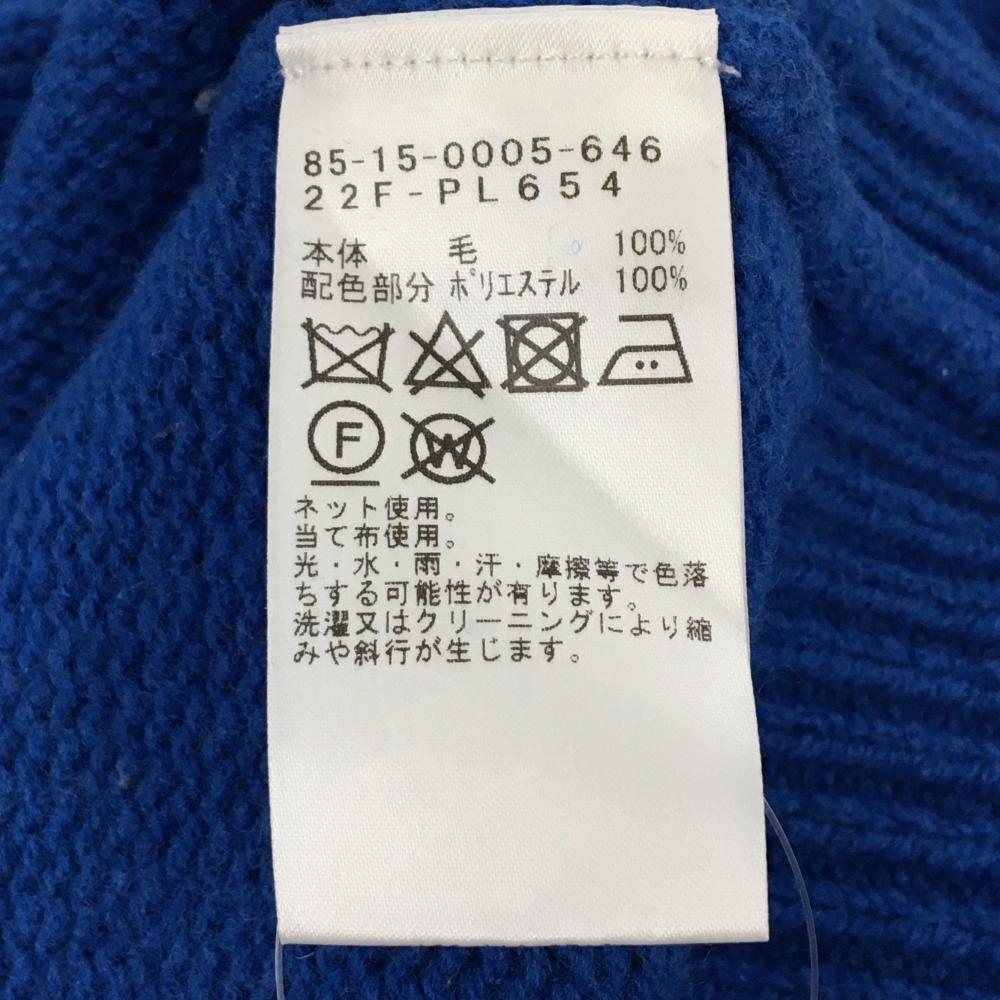 85-15-0005-646
22F-PL654
本体 毛 100%
配色部分 ポリエステル 100%
F
W
ネット使用。
当て布使用。
光・水・雨・汗・摩擦等で色落
ちする可能性が有ります。
洗濯又はクリーニングにより縮
みや斜行が生じます。